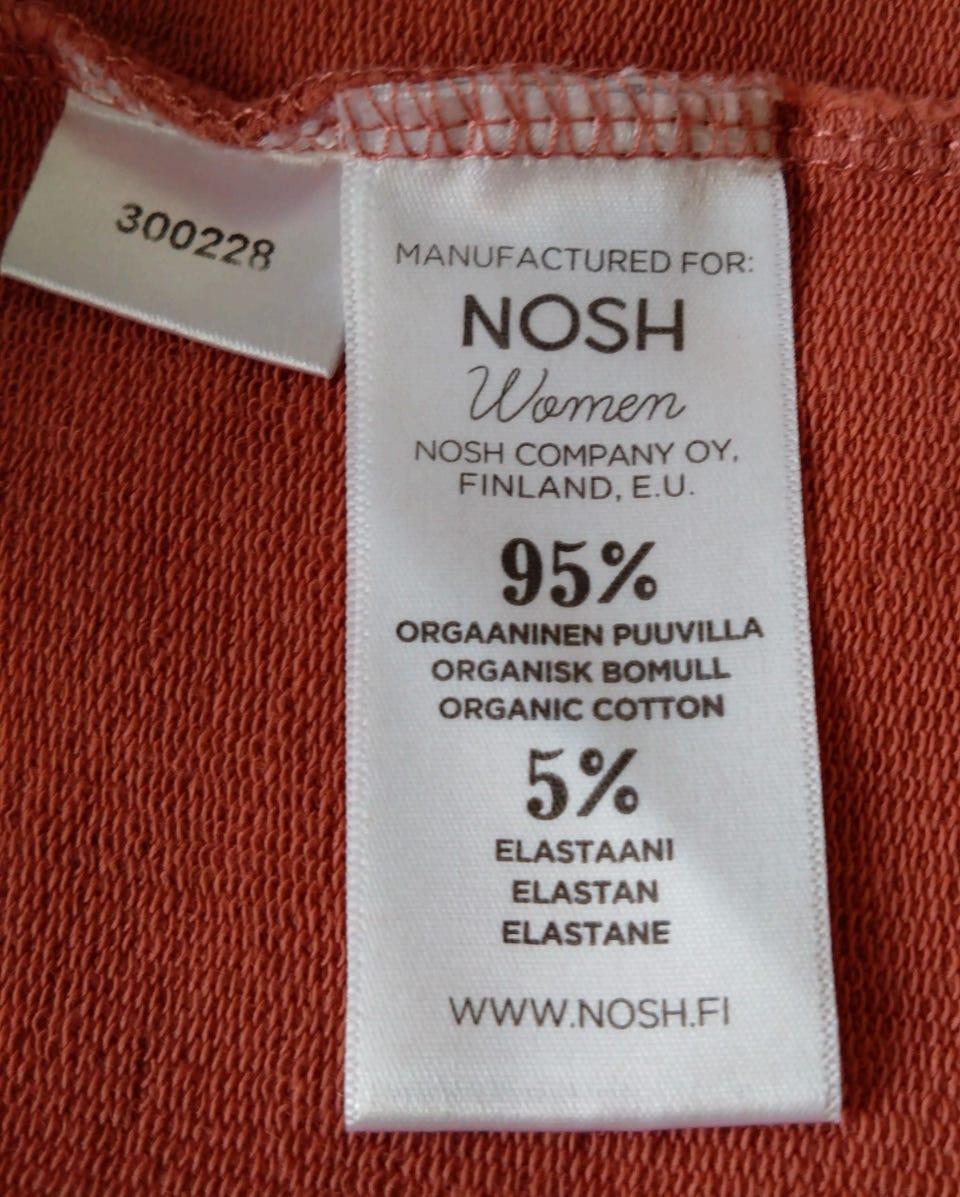 300228
MANUFACTURED FOR:
NOSH
Women
NOSH COMPANY OY,
FINLAND, E.U.
95%
ORGAANINEN PUUVILLA
ORGANISK BOMULL
ORGANIC COTTON
5%
ELASTAANI
ELASTAN
ELASTANE
WWW.NOSH.FI